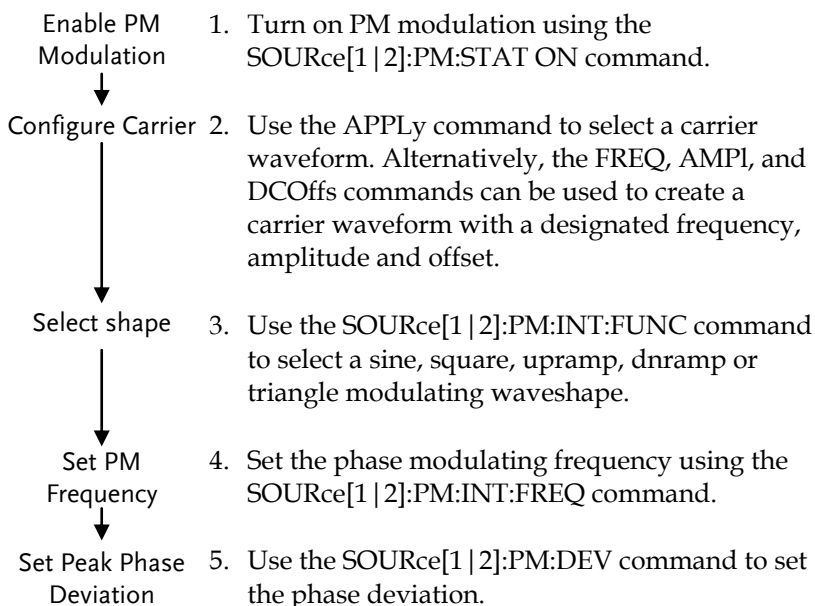 Enable PM
Modulation
1. Turn on PM modulation using the
SOURce[1|2]:PM:STAT ON command.
Configure Carrier
2. Use the APPLy command to select a carrier
waveform. Alternatively, the FREQ, AMPl, and
DCOffs commands can be used to create a
carrier waveform with a designated frequency,
amplitude and offset.
Select shape
3. Use the SOURce[1|2]:PM:INT:FUNC command
to select a sine, square, upramp, dnramp or
triangle modulating waveshape.
Set PM
Frequency
4. Set the phase modulating frequency using the
SOURce[1|2]:PM:INT:FREQ command.
Set Peak Phase
Deviation
5. Use the SOURce[1|2]:PM:DEV command to set
the phase deviation.